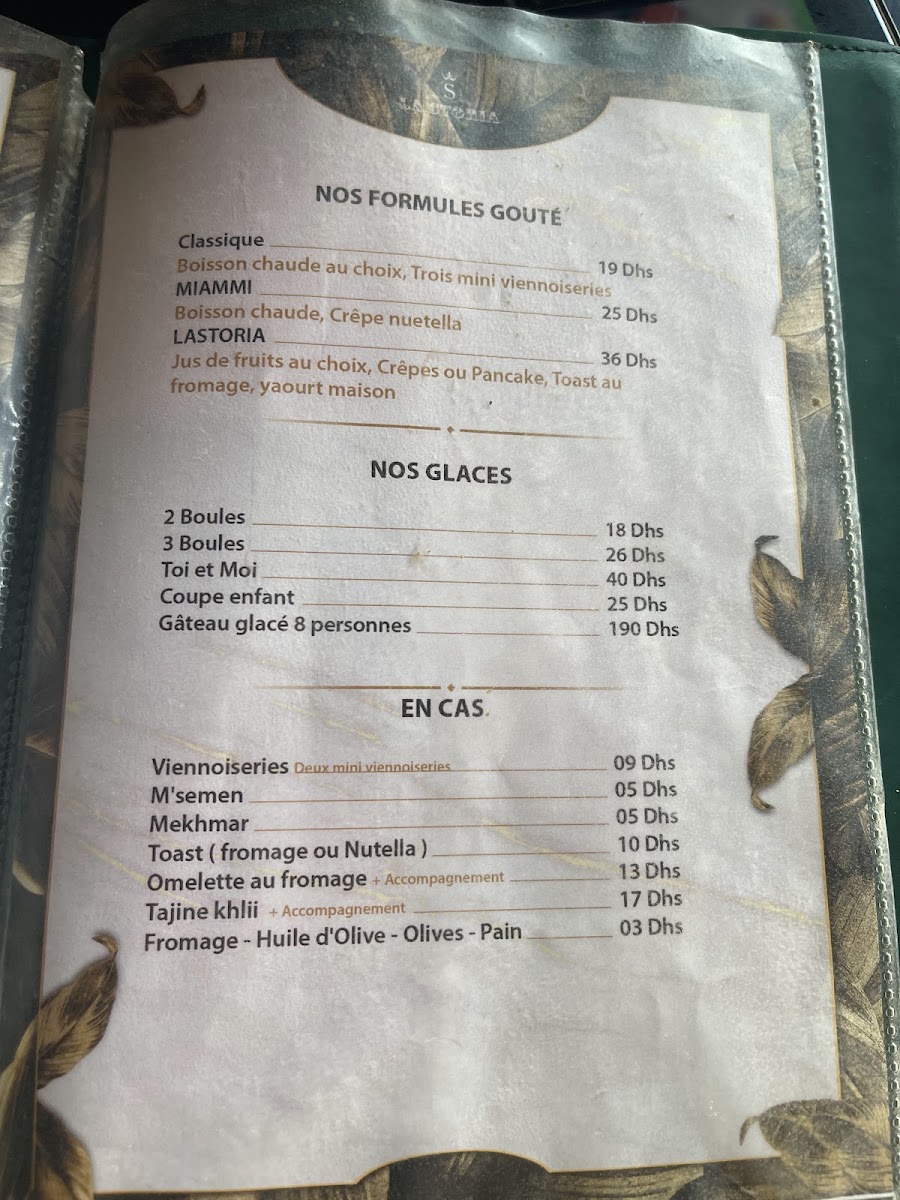 S
LASTORIA
NOS FORMULES GOUTÉ
Classique 19 Dhs
Boisson chaude au choix, Trois mini viennoiseries
MIAMMI 25 Dhs
Boisson chaude, Crêpe nuetella
LASTORIA 36 Dhs
Jus de fruits au choix, Crêpes ou Pancake, Toast au
fromage, yaourt maison
NOS GLACES
2 Boules 18 Dhs
3 Boules 26 Dhs
Toi et Moi 40 Dhs
Coupe enfant 25 Dhs
Gâteau glacé 8 personnes 190 Dhs
EN CAS
Viennoiseries Deux mini viennoiseries 09 Dhs
M'semen 05 Dhs
Mekhmar 05 Dhs
Toast ( fromage ou Nutella ) 10 Dhs
Omelette au fromage + Accompagnement 13 Dhs
Tajine khlii + Accompagnement 17 Dhs
Fromage - Huile d'Olive - Olives - Pain 03 Dhs